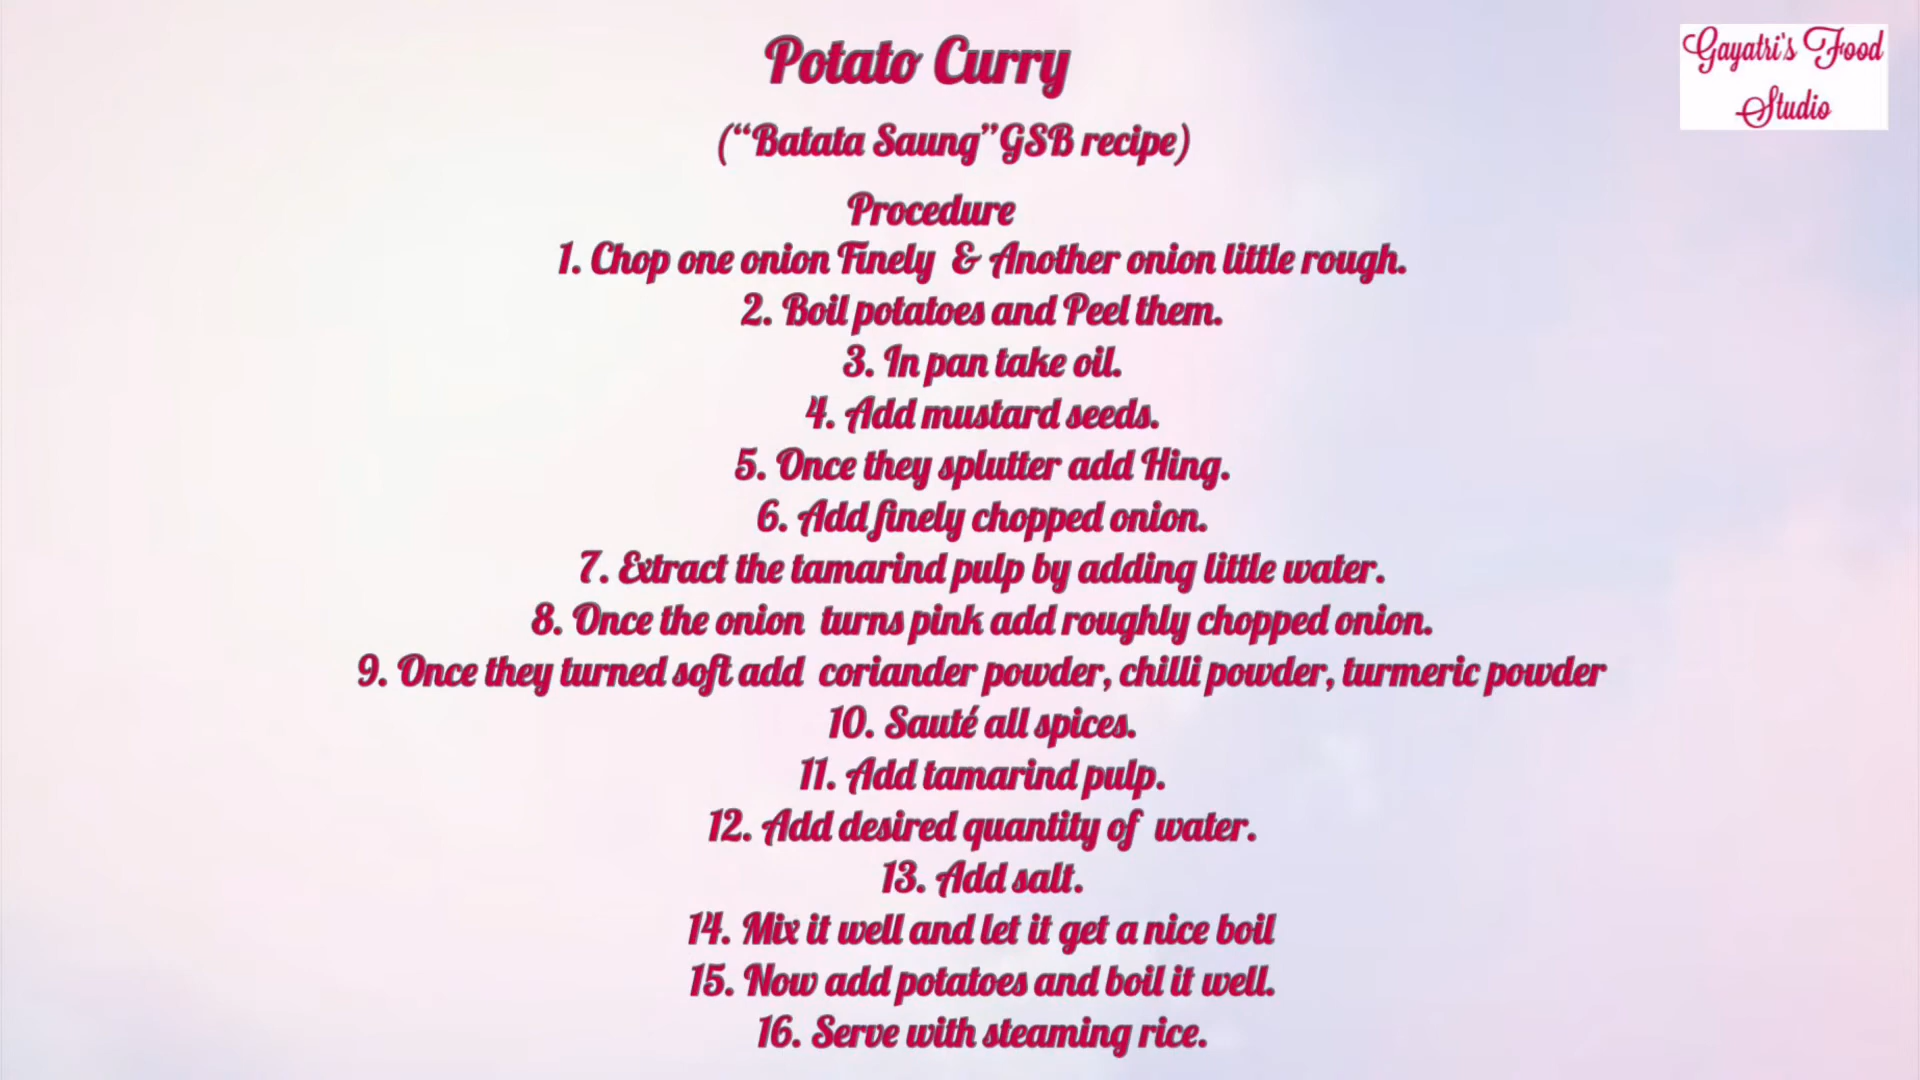 Potato Curry
Gayatri's Food
Studio
(“Batata Saung”GSB recipe)
Procedure
1. Chop one onion Finely & Another onion little rough.
2. Boil potatoes and Peel them.
3. In pan take oil.
4. Add mustard seeds.
5. Once they splutter add Hing.
6. Add finely chopped onion.
7. Extract the tamarind pulp by adding little water.
8. Once the onion turns pink add roughly chopped onion.
9. Once they turned soft add coriander powder, chilli powder, turmeric powder
10. Sauté all spices.
11. Add tamarind pulp.
12. Add desired quantity of water.
13. Add salt.
14. Mix it well and let it get a nice boil
15. Now add potatoes and boil it well.
16. Serve with steaming rice.